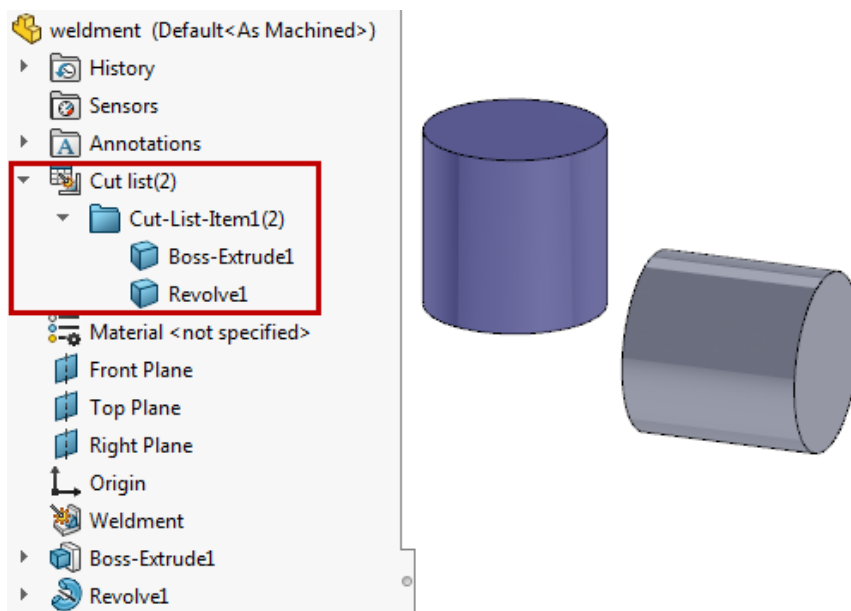 weldment (Default<As Machined>)
History
Sensors
A Annotations
Cut list(2)
Cut-List-Item1(2)
Boss-Extrude1
Revolve1
Material <not specified>
Front Plane
Top Plane
Right Plane
Origin
Weldment
Boss-Extrude1
Revolve1